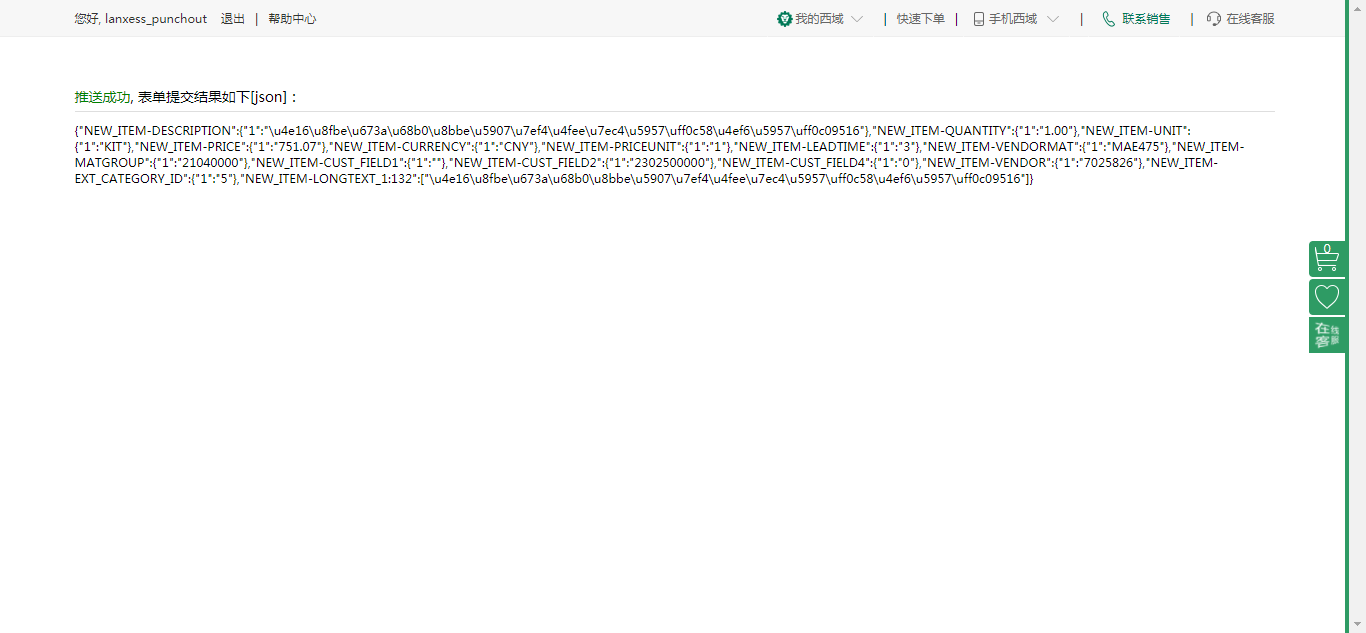 您好, lanxess_punchout 退出 | 帮助中心 我的西域 | 快速下单 | 手机西域 | 联系销售 | 在线客服
推送成功, 表单提交结果如下[json]：
{"NEW_ITEM-DESCRIPTION":{"1":"\u4e16\u8fbe\u673a\u68b0\u8bbe\u5907\u7ef4\u4fee\u7ec4\u5957\uff0c58\u4ef6\u5957\uff0c09516"},"NEW_ITEM-QUANTITY":{"1":"1.00"},"NEW_ITEM-UNIT":
{"1":"KIT"},"NEW_ITEM-PRICE":{"1":"751.07"},"NEW_ITEM-CURRENCY":{"1":"CNY"},"NEW_ITEM-PRICEUNIT":{"1":"1"},"NEW_ITEM-LEADTIME":{"1":"3"},"NEW_ITEM-VENDORMAT":{"1":"MAE475"},"NEW_ITEM-
MATGROUP":{"1":"21040000"},"NEW_ITEM-CUST_FIELD1":{"1":""},"NEW_ITEM-CUST_FIELD2":{"1":"2302500000"},"NEW_ITEM-CUST_FIELD4":{"1":"0"},"NEW_ITEM-VENDOR":{"1":"7025826"},"NEW_ITEM-
EXT_CATEGORY_ID":{"1":"5"},"NEW_ITEM-LONGTEXT_1:132":["\u4e16\u8fbe\u673a\u68b0\u8bbe\u5907\u7ef4\u4fee\u7ec4\u5957\uff0c58\u4ef6\u5957\uff0c09516"]}
0
在线
客服